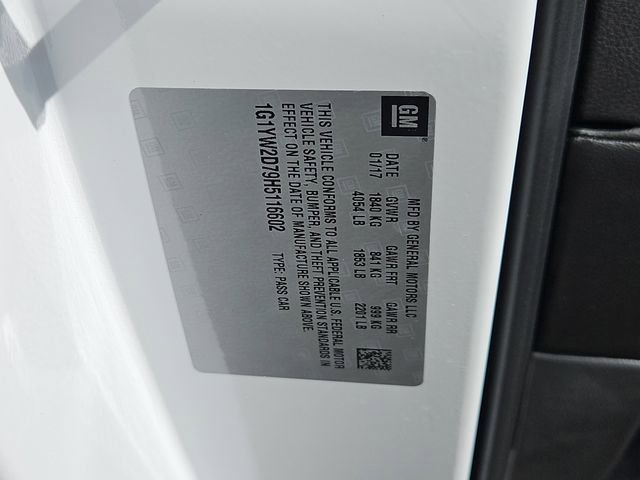 GM
MFD BY GENERAL MOTORS LLC
DATE GVWR GAWR FRT GAWR RR
01/17 1840 KG 841 KG 999 KG
4054 LB 1853 LB 2201 LB
THIS VEHICLE CONFORMS TO ALL APPLICABLE U.S. FEDERAL MOTOR
VEHICLE SAFETY, BUMPER, AND THEFT PREVENTION STANDARDS IN
EFFECT ON THE DATE OF MANUFACTURE SHOWN ABOVE.
1G1YW2D79H5116602 TYPE: PASS CAR